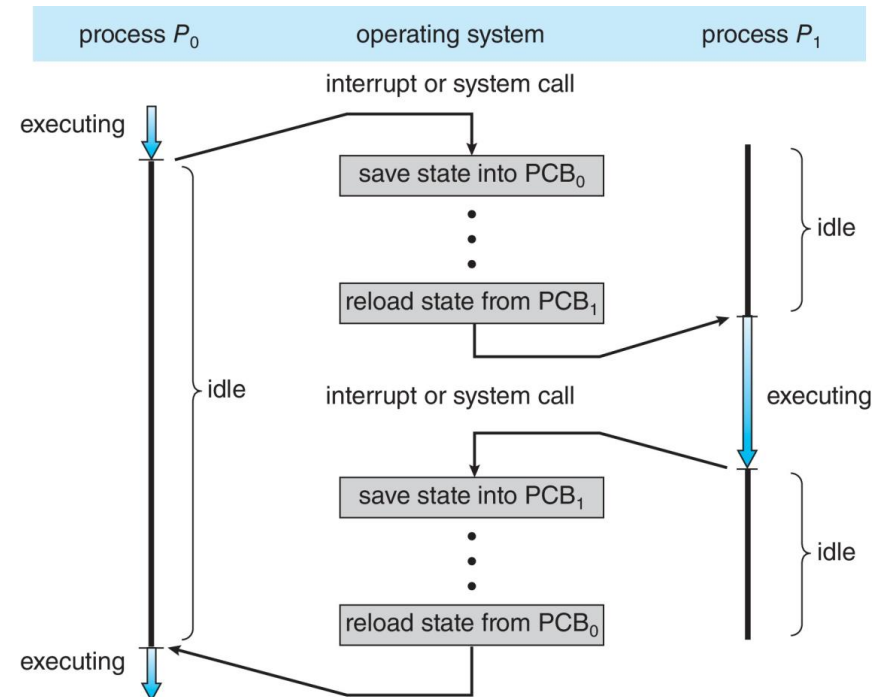 process P₀ operating system process P₁
interrupt or system call
executing
save state into PCB₀
idle
reload state from PCB₁
idle
interrupt or system call
executing
save state into PCB₁
idle
reload state from PCB₀
executing